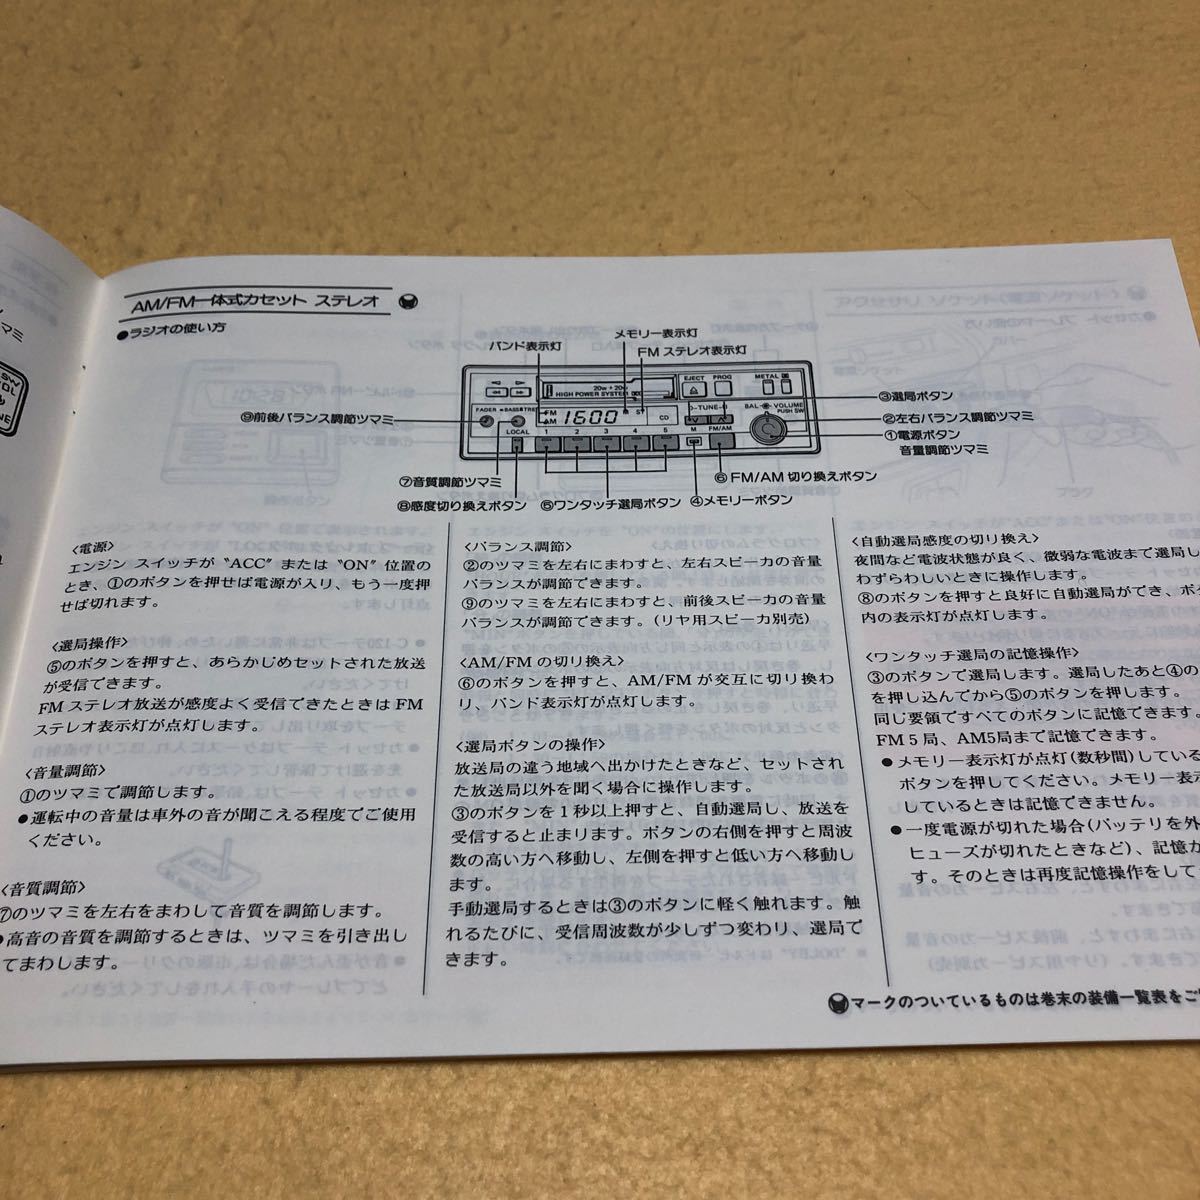 AM/FM一体式カセット ステレオ
●ラジオの使い方
メモリー表示灯
バンド表示灯
FM ステレオ表示灯
③選局ボタン
②左右バランス調節ツマミ
①電源ボタン
音量調節ツマミ
⑨前後バランス調節ツマミ
⑥FM/AM 切り換えボタン
⑦音質調節ツマミ
⑧感度切り換えボタン ⑤ワンタッチ選局ボタン ④メモリーボタン
20w + 20w
HIGH POWER SYSTEM
EJECT PROG METAL
FADER BASS TRE
FM
AM 1600 ST
CD
TUNE
BAL VOLUME
PUSH SW
LOCAL 1 2 3 4 5 M FM/AM
〈電源〉
エンジン スイッチが〝ACC〟または〝ON〟位置の
とき、①のボタンを押せば電源が入り、もう一度押
せば切れます。
〈選局操作〉
⑤のボタンを押すと、あらかじめセットされた放送
が受信できます。
FM ステレオ放送が感度よく受信できたときは FM
ステレオ表示灯が点灯します。
〈音量調節〉
①のツマミで調節します。
●運転中の音量は車外の音が聞こえる程度でご使用
ください。
〈音質調節〉
⑦のツマミを左右をまわして音質を調節します。
●高音の音質を調節するときは、ツマミを引き出し
てまわします。
〈バランス調節〉
②のツマミを左右にまわすと、左右スピーカの音量
バランスが調節できます。
⑨のツマミを左右にまわすと、前後スピーカの音量
バランスが調節できます。(リヤ用スピーカ別売)
〈AM/FM の切り換え〉
⑥のボタンを押すと、AM/FM が交互に切り換わ
り、バンド表示灯が点灯します。
〈選局ボタンの操作〉
放送局の違う地域へ出かけたときなど、セットされ
た放送局以外を聞く場合に操作します。
③のボタンを1秒以上押すと、自動選局し、放送を
受信すると止まります。ボタンの右側を押すと周波
数の高い方へ移動し、左側を押すと低い方へ移動し
ます。
手動選局するときは③のボタンに軽く触れます。触
れるたびに、受信周波数が少しずつ変わり、選局で
きます。
〈自動選局感度の切り換え〉
夜間など電波状態が良く、微弱な電波まで選局し
わずらわしいときに操作します。
⑧のボタンを押すと良好に自動選局ができ、ボタ
内の表示灯が点灯します。
〈ワンタッチ選局の記憶操作〉
③のボタンで選局します。選局したあと④の
を押し込んでから⑤のボタンを押します。
同じ要領ですべてのボタンに記憶できます。
FM5局、AM5局まで記憶できます。
●メモリー表示灯が点灯(数秒間)している
ボタンを押してください。メモリー表示
しているときは記憶できません。
●一度電源が切れた場合(バッテリを外
ヒューズが切れたときなど)、記憶が
す。そのときは再度記憶操作をして
マークのついているものは巻末の装備一覧表をご